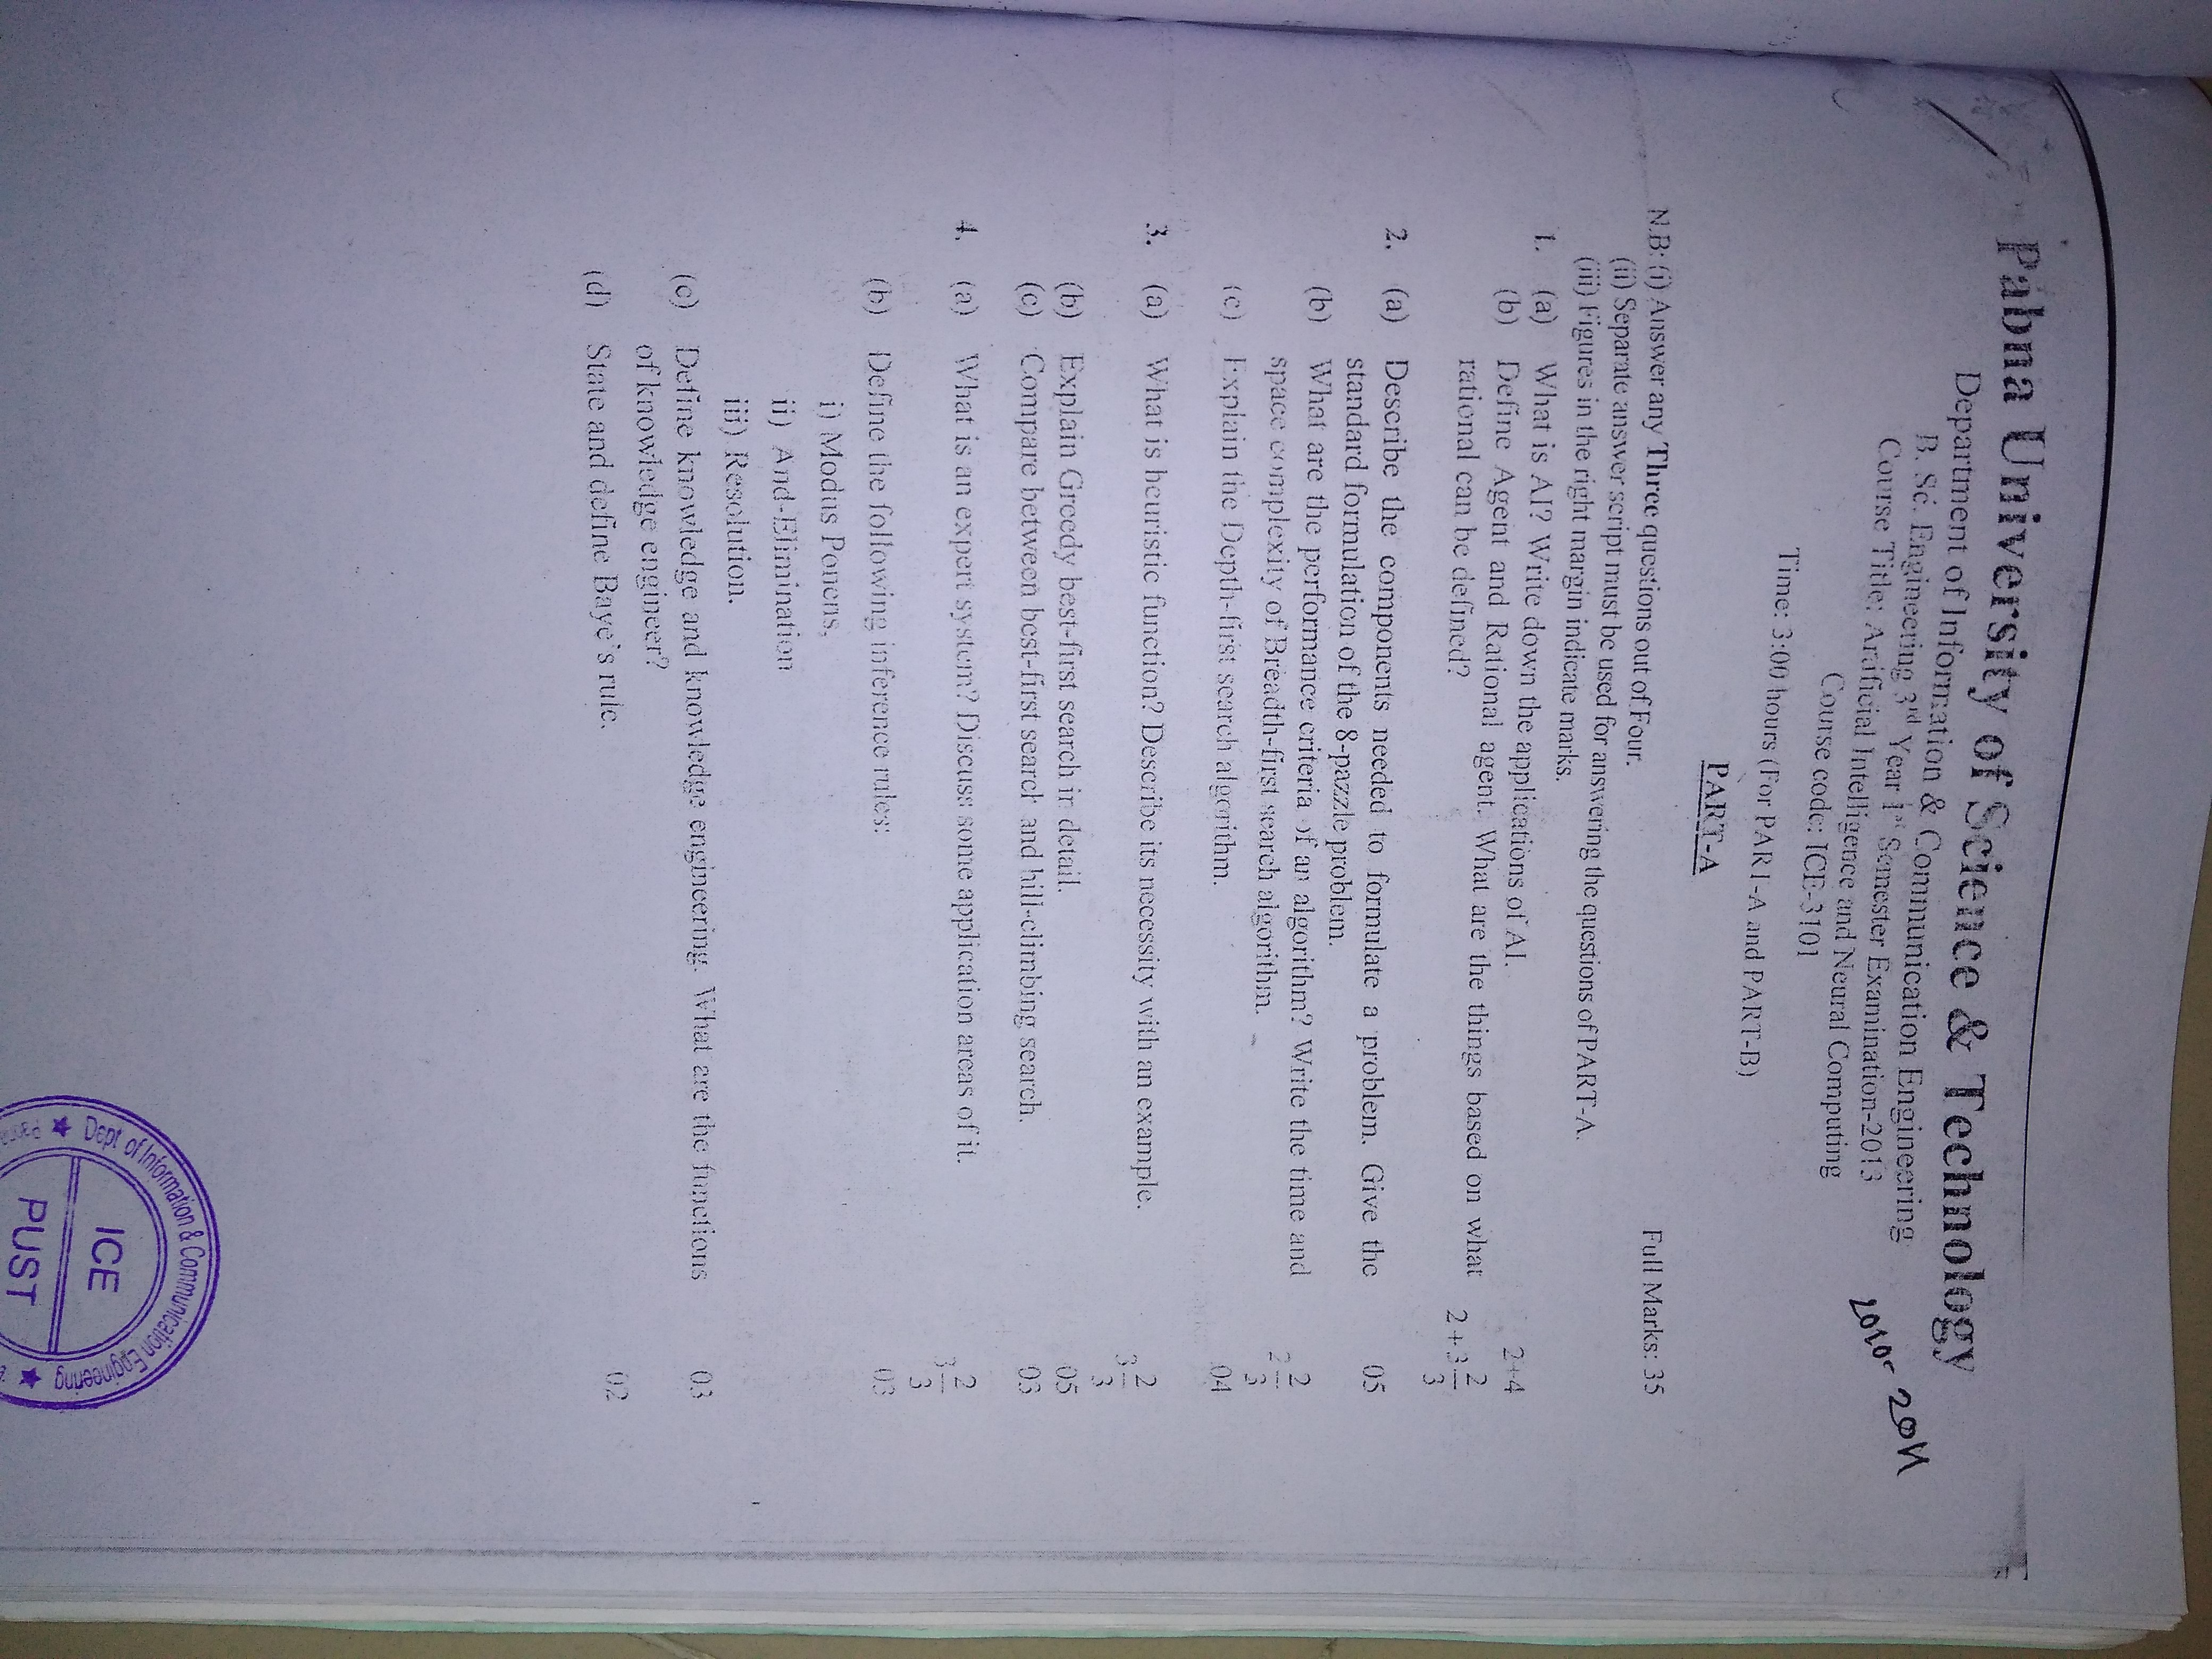 Pabna University of Science & Technology
Department of Information & Communication Engineering
B. Sc. Engineering 3rd Year 1st Semester Examination-2013
Course Title: Artificial Intelligence and Neural Computing
Course code: ICE-3101
Time: 3:00 hours (For PART-A and PART-B)
PART-A
Full Marks: 35
N.B: (i) Answer any Three questions out of Four.
(ii) Separate answer script must be used for answering the questions of PART-A.
(iii) Figures in the right margin indicate marks.
1. (a) What is AI? Write down the applications of AI. 2+4
(b) Define Agent and Rational agent. What are the things based on what
rational can be defined? 2+3 2/3
2. (a) Describe the components needed to formulate a problem. Give the 05
standard formulation of the 8-pazzle problem.
(b) What are the performance criteria of an algorithm? Write the time and
space complexity of Breadth-first search algorithm. 2 2/3
(c) Explain the Depth-first search algorithm. 04
3. (a) What is heuristic function? Describe its necessity with an example. 3 2/3
(b) Explain Greedy best-first search in detail. 05
(c) Compare between best-first search and hill-climbing search. 03
4. (a) What is an expert system? Discuss some application areas of it. 3 2/3
(b) Define the following inference rules: 03
i) Modus Ponens,
ii) And-Elimination
iii) Resolution.
(c) Define knowledge and knowledge engineering. What are the functions 03
of knowledge engineer?
(d) State and define Baye's rule. 02
Dept of Information & Communication Engineering
ICE
PUST